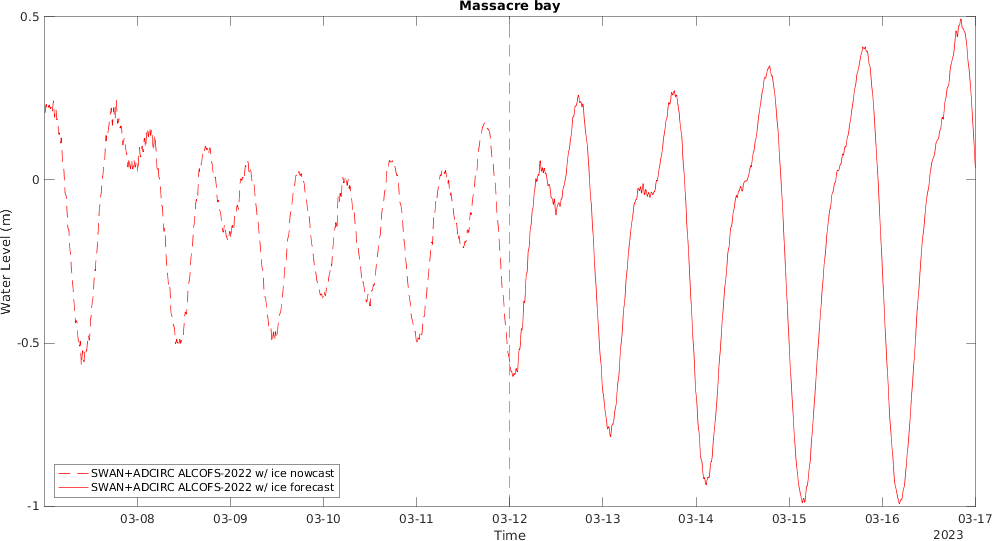 Massacre bay
0.5
0
-0.5
-1
Water Level (m)
SWAN+ADCIRC ALCOFS-2022 w/ ice nowcast
SWAN+ADCIRC ALCOFS-2022 w/ ice forecast
03-08 03-09 03-10 03-11 03-12 03-13 03-14 03-15 03-16 03-17
Time
2023